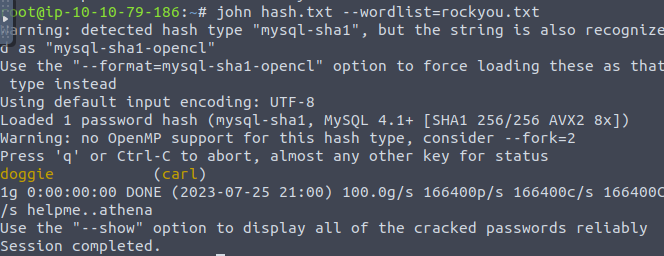 root@ip-10-10-79-186:~# john hash.txt --wordlist=rockyou.txt
Warning: detected hash type "mysql-sha1", but the string is also recognize
d as "mysql-sha1-opencl"
Use the "--format=mysql-sha1-opencl" option to force loading these as that
 type instead
Using default input encoding: UTF-8
Loaded 1 password hash (mysql-sha1, MySQL 4.1+ [SHA1 256/256 AVX2 8x])
Warning: no OpenMP support for this hash type, consider --fork=2
Press 'q' or Ctrl-C to abort, almost any other key for status
doggie           (carl)
1g 0:00:00:00 DONE (2023-07-25 21:00) 100.0g/s 166400p/s 166400c/s 166400C
/s helpme..athena
Use the "--show" option to display all of the cracked passwords reliably
Session completed.